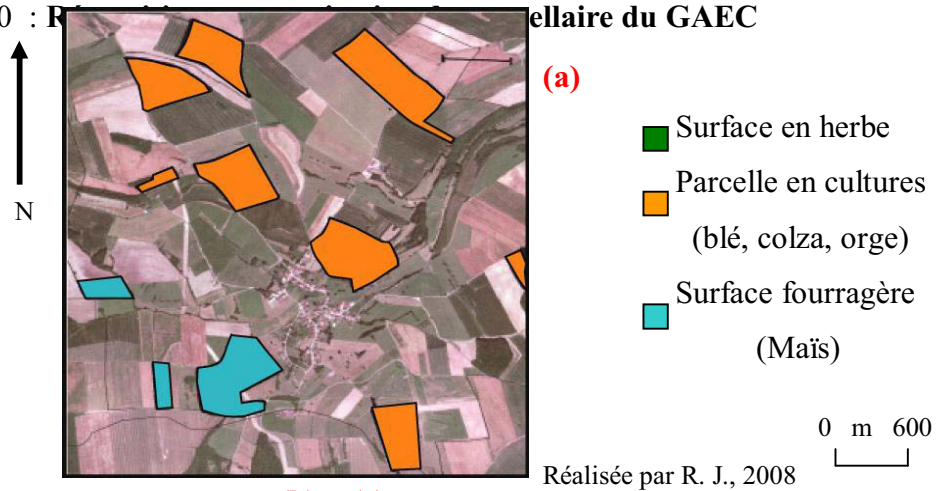 0 : R ellaire du GAEC
(a)
Surface en herbe
Parcelle en cultures
(blé, colza, orge)
Surface fourragère
(Maïs)
N
0 m 600
Réalisée par R. J., 2008